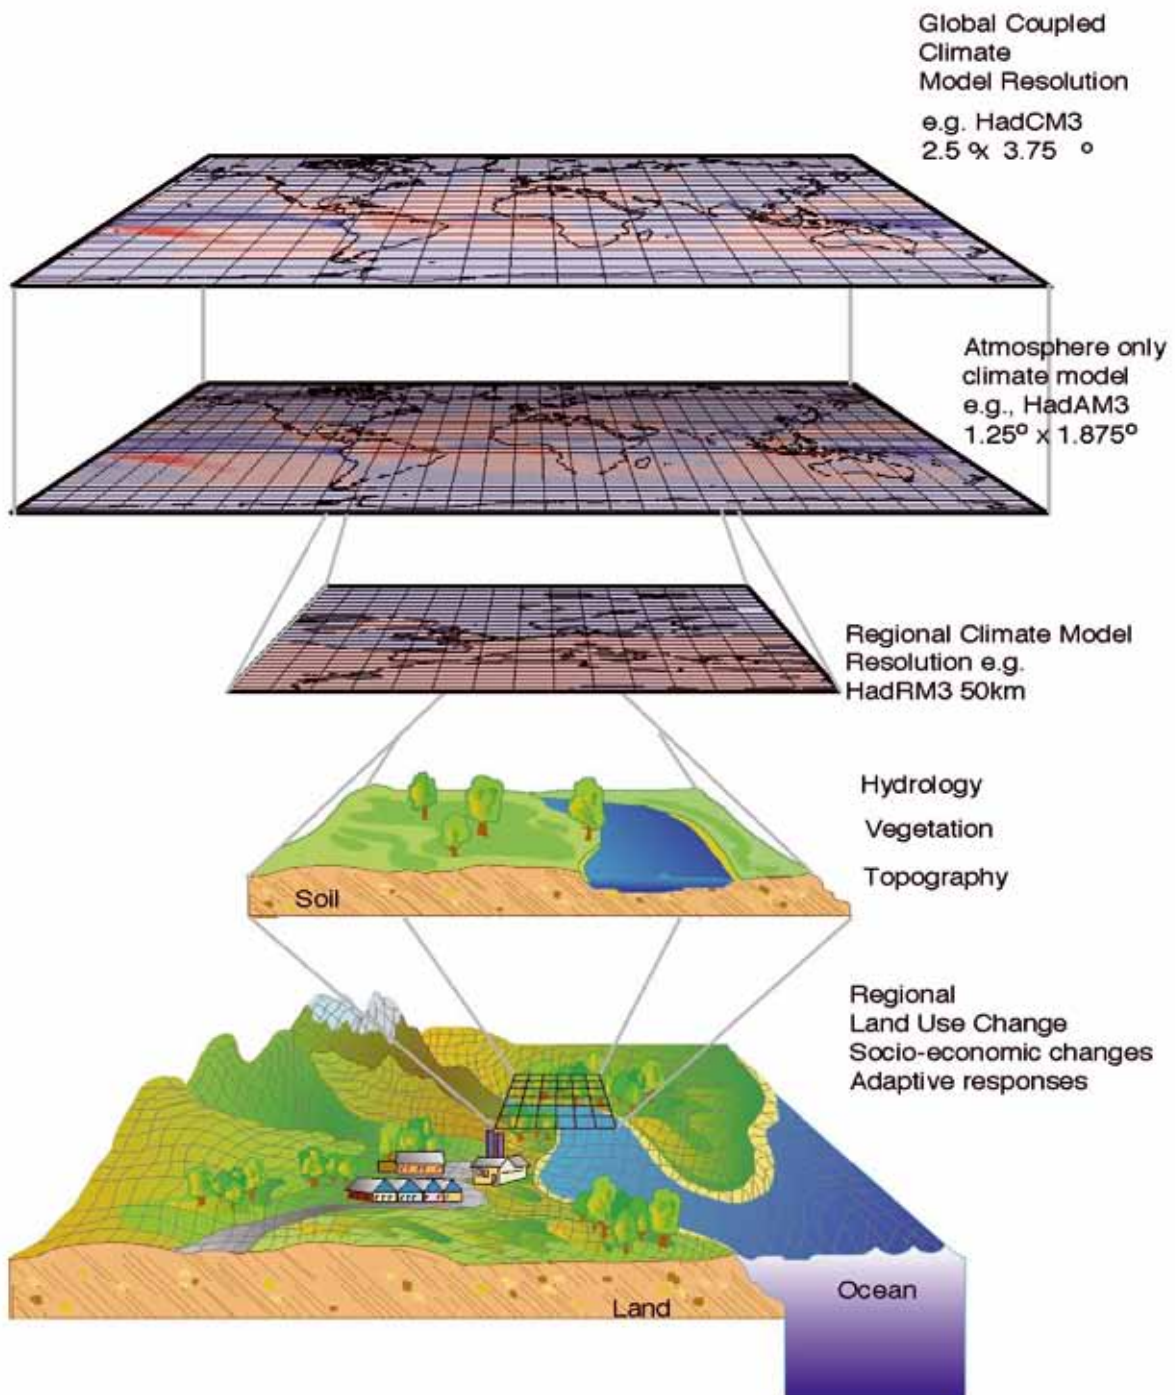 Global Coupled
Climate
Model Resolution
e.g. HadCM3
2.5 ºx 3.75 º
Atmosphere only
climate model
e.g., HadAM3
1.25º x 1.875º
Regional Climate Model
Resolution e.g.
HadRM3 50km
Hydrology
Vegetation
Topography
Soil
Regional
Land Use Change
Socio-economic changes
Adaptive responses
Ocean
Land